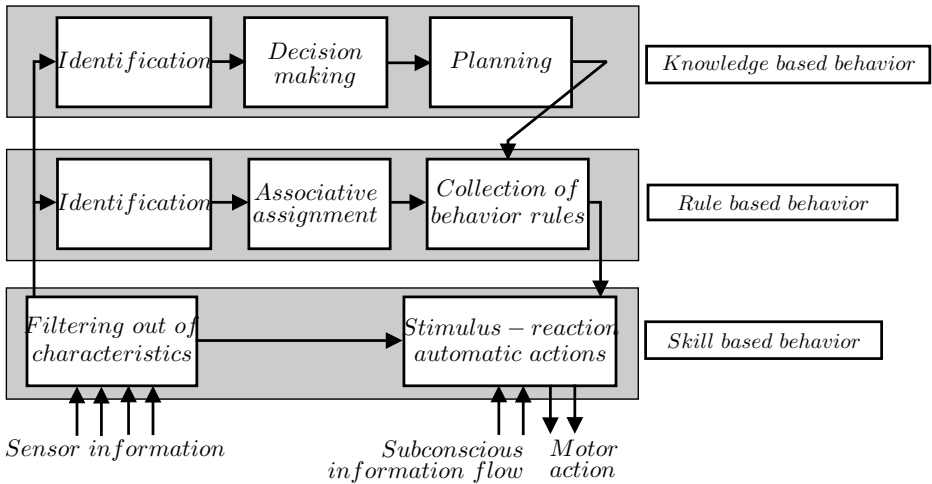 Identification
Decision
making
Planning
Knowledge based behavior
Identification
Associative
assignment
Collection of
behavior rules
Rule based behavior
Filtering out of
characteristics
Stimulus – reaction
automatic actions
Skill based behavior
Sensor information
Subconscious
information flow
Motor
action